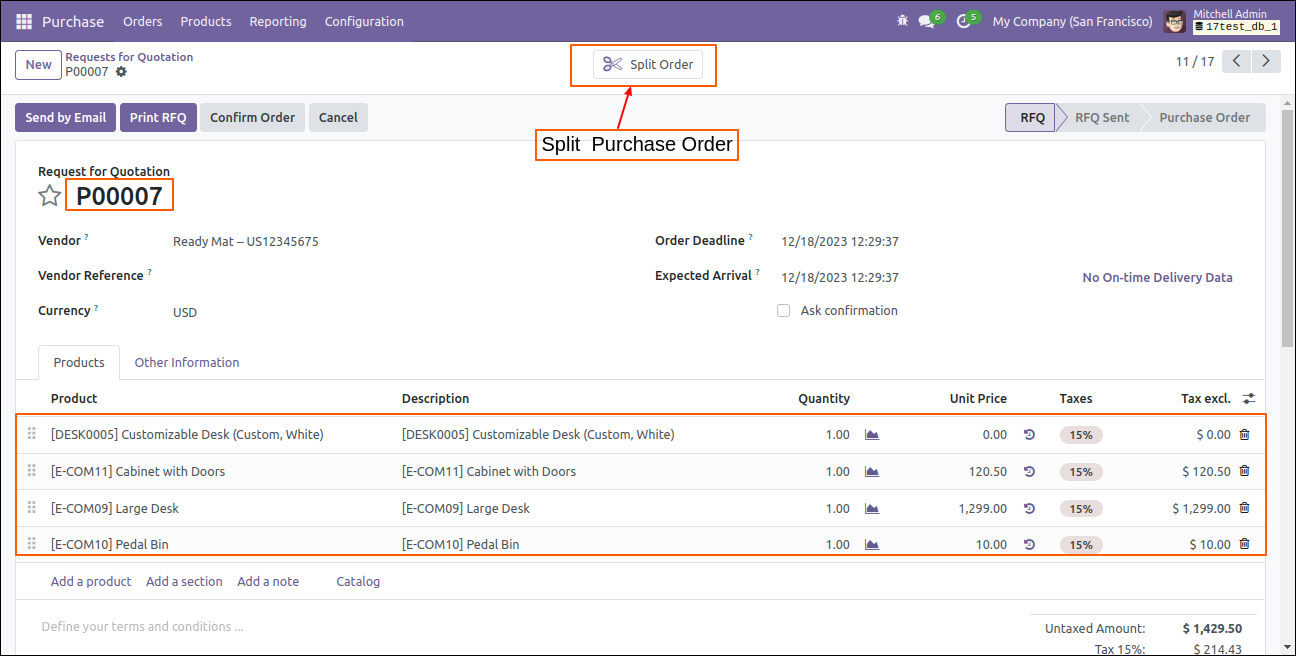 Purchase Orders Products Reporting Configuration 6 5 My Company (San Francisco) Mitchell Admin
17test_db_1
New Requests for Quotation
P00007
Split Order
11 / 17
Send by Email Print RFQ Confirm Order Cancel RFQ RFQ Sent Purchase Order
Split Purchase Order
Request for Quotation
P00007
Vendor ? Ready Mat – US12345675 Order Deadline ? 12/18/2023 12:29:37
Vendor Reference ? Expected Arrival ? 12/18/2023 12:29:37 No On-time Delivery Data
Currency ? USD Ask confirmation
Products Other Information
Product Description Quantity Unit Price Taxes Tax excl.
[DESK0005] Customizable Desk (Custom, White) [DESK0005] Customizable Desk (Custom, White) 1.00 0.00 15% $ 0.00
[E-COM11] Cabinet with Doors [E-COM11] Cabinet with Doors 1.00 120.50 15% $ 120.50
[E-COM09] Large Desk [E-COM09] Large Desk 1.00 1,299.00 15% $ 1,299.00
[E-COM10] Pedal Bin [E-COM10] Pedal Bin 1.00 10.00 15% $ 10.00
Add a product Add a section Add a note Catalog
Define your terms and conditions ...
Untaxed Amount: $ 1,429.50
Tax 15%: $ 214.43